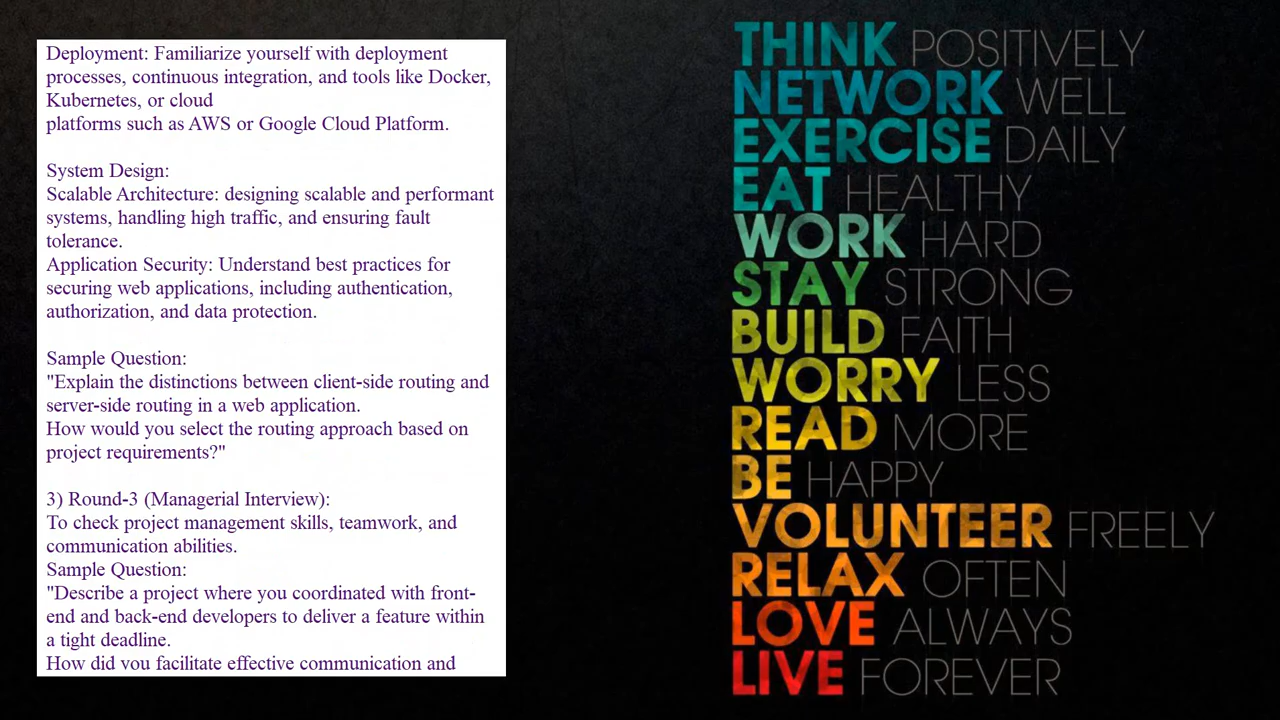 Deployment: Familiarize yourself with deployment
processes, continuous integration, and tools like Docker,
Kubernetes, or cloud
platforms such as AWS or Google Cloud Platform.
System Design:
Scalable Architecture: designing scalable and performant
systems, handling high traffic, and ensuring fault
tolerance.
Application Security: Understand best practices for
securing web applications, including authentication,
authorization, and data protection.
Sample Question:
"Explain the distinctions between client-side routing and
server-side routing in a web application.
How would you select the routing approach based on
project requirements?"
3) Round-3 (Managerial Interview):
To check project management skills, teamwork, and
communication abilities.
Sample Question:
"Describe a project where you coordinated with front-
end and back-end developers to deliver a feature within
a tight deadline.
How did you facilitate effective communication and
THINK POSITIVELY
NETWORK WELL
EXERCISE DAILY
EAT HEALTHY
WORK HARD
STAY STRONG
BUILD FAITH
WORRY LESS
READ MORE
BE HAPPY
VOLUNTEER FREELY
RELAX OFTEN
LOVE ALWAYS
LIVE FOREVER